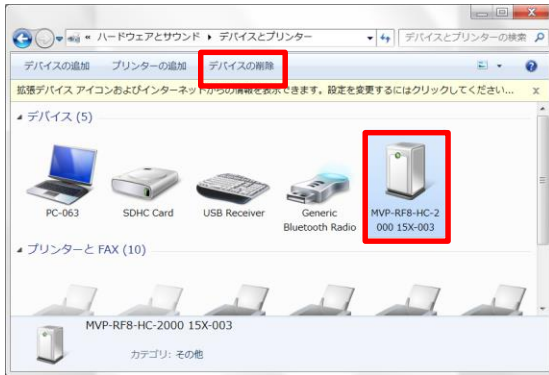 « ハードウェアとサウンド ▸ デバイスとプリンター
デバイスとプリンターの検索
デバイスの追加 プリンターの追加 デバイスの削除
拡張デバイス アイコンおよびインターネットからの情報を表示できます。設定を変更するにはクリックしてください... x
デバイス (5)
PC-063 SDHC Card USB Receiver Generic Bluetooth Radio MVP-RF8-HC-2000 15X-003
プリンターと FAX (10)
MVP-RF8-HC-2000 15X-003
カテゴリ: その他